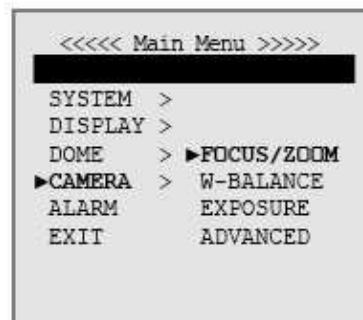 <<<<< Main Menu >>>>>
SYSTEM >
DISPLAY >
DOME > ►FOCUS/ZOOM
►CAMERA > W-BALANCE
ALARM EXPOSURE
EXIT ADVANCED